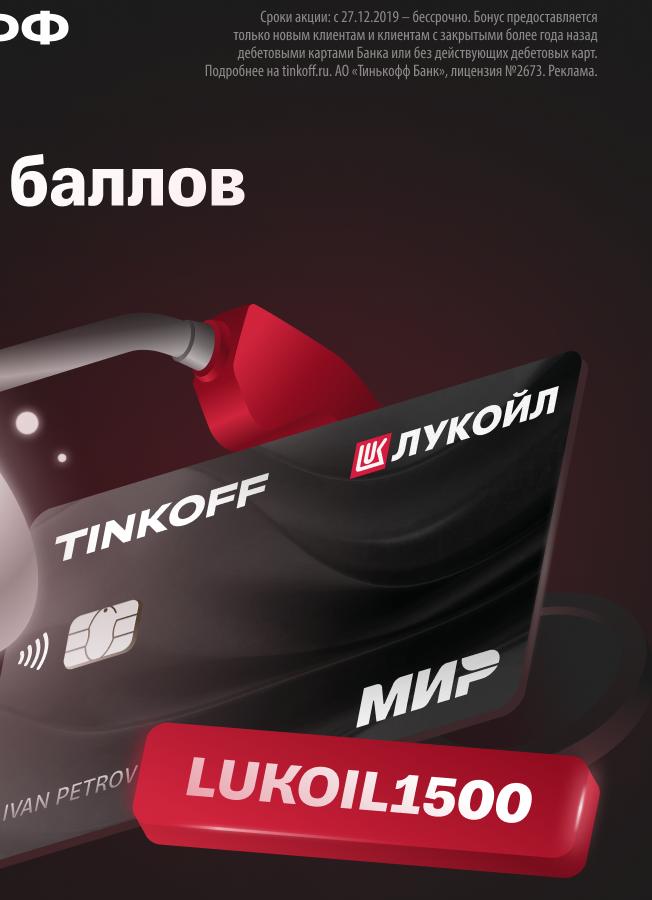 ОФФ
Сроки акции: с 27.12.2019 – бессрочно. Бонус предоставляется
только новым клиентам и клиентам с закрытыми более года назад
дебетовыми картами Банка или без действующих дебетовых карт.
Подробнее на tinkoff.ru. АО «Тинькофф Банк», лицензия №2673. Реклама.
баллов
LUK ЛУКОЙЛ
TINKOFF
МИР
IVAN PETROV
LUKOIL1500